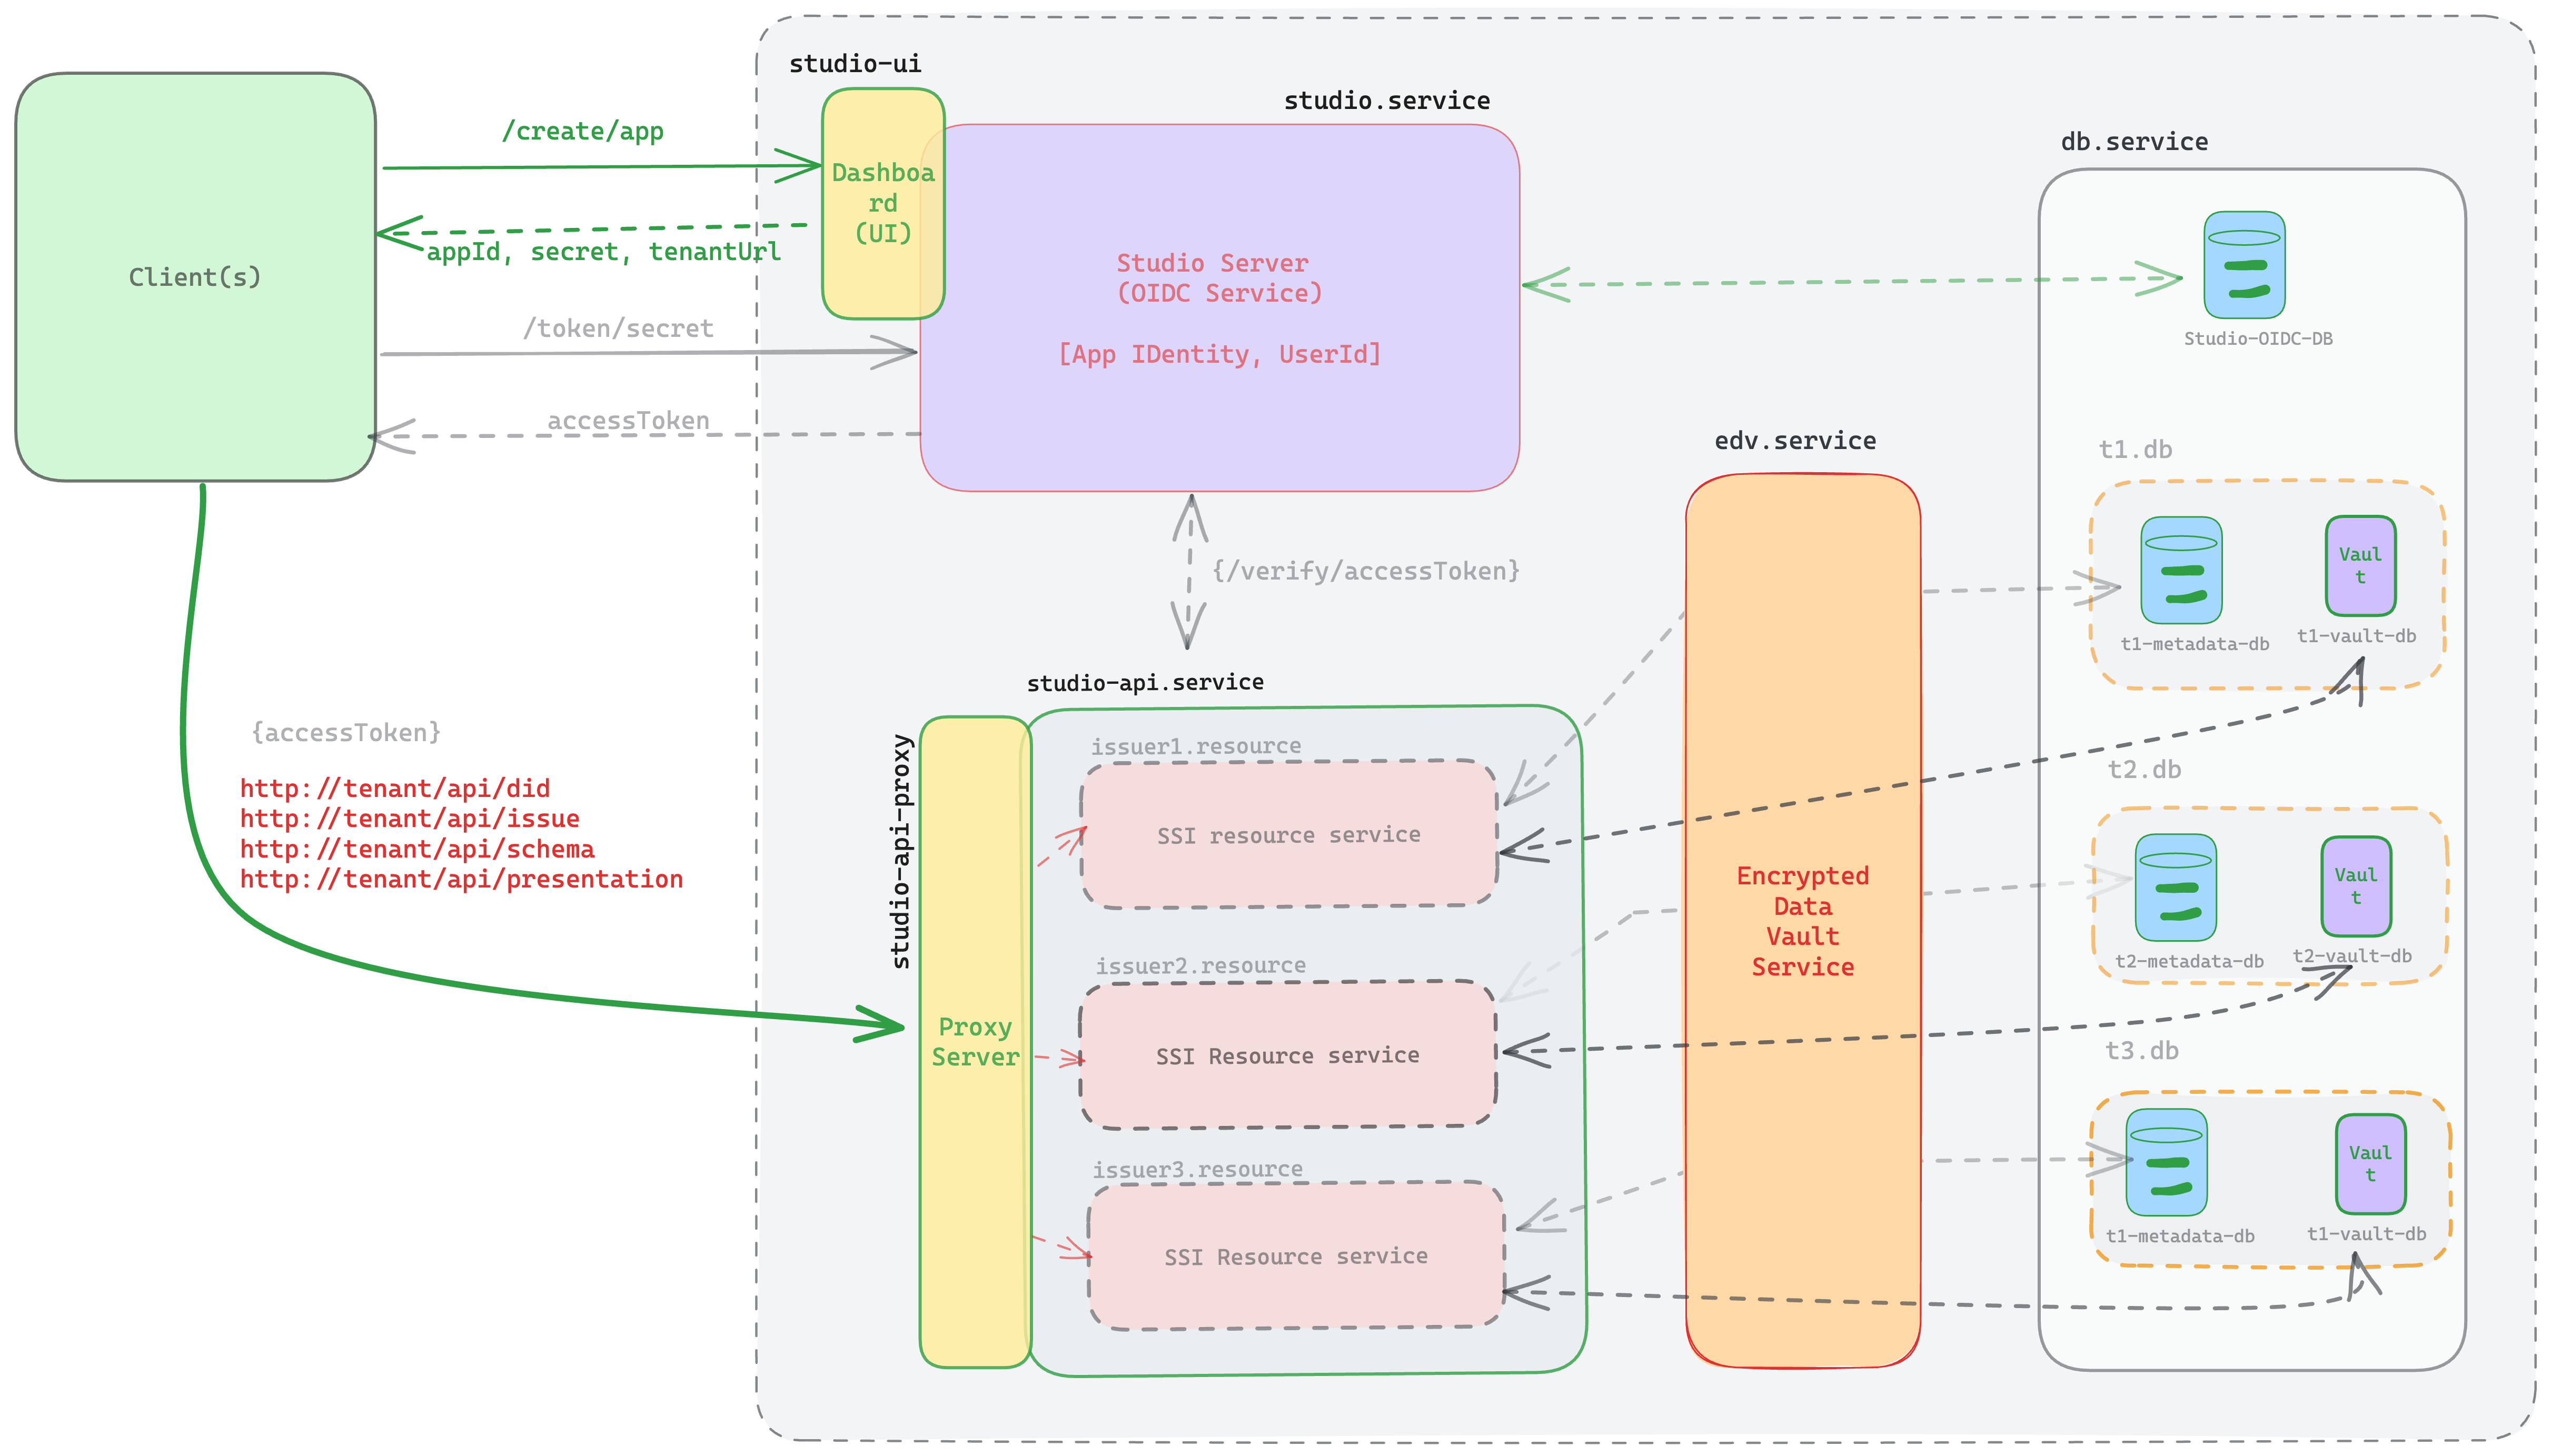 studio-ui
studio.service
db.service
Client(s)
/create/app
appId, secret, tenantUrl
/token/secret
accessToken
Dashboa
rd
(UI)
Studio Server
(OIDC Service)
[App IDentity, UserId]
Studio-OIDC-DB
{/verify/accessToken}
edv.service
Encrypted
Data
Vault
Service
t1.db
Vaul
t
t1-metadata-db
t1-vault-db
t2.db
Vaul
t
t2-metadata-db
t2-vault-db
t3.db
Vaul
t
t1-metadata-db
t1-vault-db
{accessToken}
http://tenant/api/did
http://tenant/api/issue
http://tenant/api/schema
http://tenant/api/presentation
studio-api.service
studio-api-proxy
Proxy
Server
issuer1.resource
SSI resource service
issuer2.resource
SSI Resource service
issuer3.resource
SSI Resource service